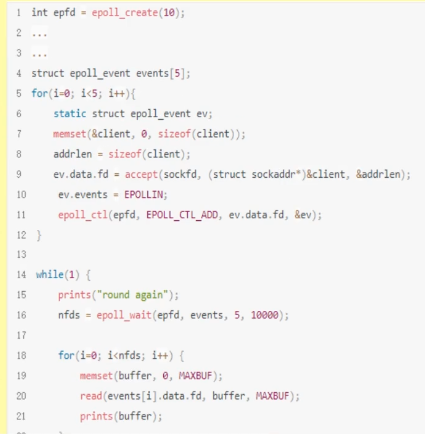 1 int epfd = epoll_create(10);
2 ...
3 ...
4 struct epoll_event events[5];
5 for(i=0; i<5; i++){
6 static struct epoll_event ev;
7 memset(&client, 0, sizeof(client));
8 addrlen = sizeof(client);
9 ev.data.fd = accept(sockfd, (struct sockaddr*)&client, &addrlen);
10 ev.events = EPOLLIN;
11 epoll_ctl(epfd, EPOLL_CTL_ADD, ev.data.fd, &ev);
12 }
13
14 while(1) {
15 prints("round again");
16 nfds = epoll_wait(epfd, events, 5, 10000);
17
18 for(i=0; i<nfds; i++) {
19 memset(buffer, 0, MAXBUF);
20 read(events[i].data.fd, buffer, MAXBUF);
21 prints(buffer);